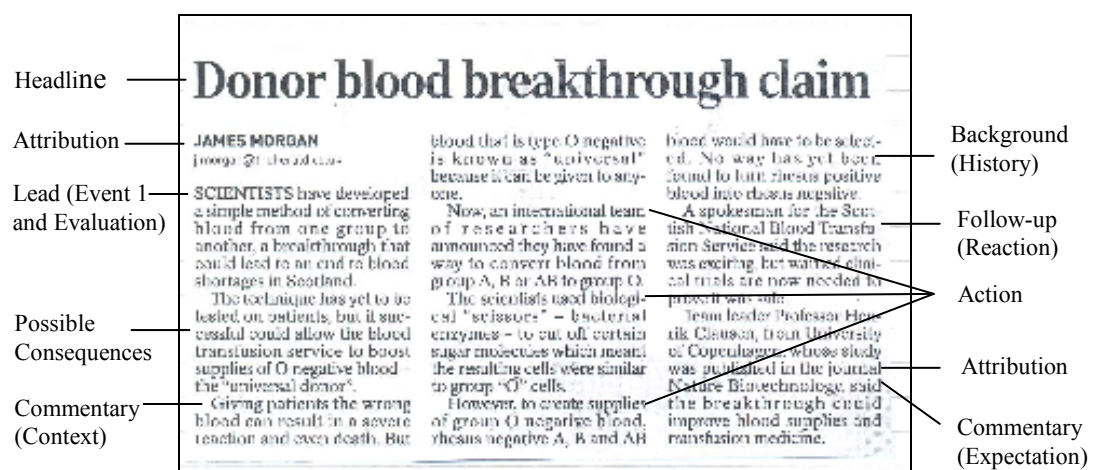 Headline
Donor blood breakthrough claim
Attribution
Lead (Event 1
and Evaluation)
Possible
Consequences
Commentary
(Context)
JAMES MORGAN
SCIENTISTS have developed
a simple method of converting
blood from one group to
another, a breakthrough that
could lead to an end to blood
shortages in Scotland.
The technique has yet to be
tested on patients, but if suc-
cessful could allow the blood
transfusion service to boost
supplies of O negative blood –
the "universal donor".
Giving patients the wrong
blood can result in a severe
reaction and even death. But
blood that is type O negative
is known as "universal"
because it can be given to any-
one.
Now, an international team
of researchers have
announced they have found a
way to convert blood from
group A, B or AB to group O.
The scientists used biologi-
cal "scissors" – bacterial
enzymes – to cut off certain
sugar molecules which meant
the resulting cells were similar
to group "O" cells.
However, to create supplies
of group O negative blood,
rhesus negative A, B and AB
blood would have to be select-
ed. No way has yet been
found to turn rhesus positive
blood into rhesus negative.
A spokesman for the Scot-
tish National Blood Transfu-
sion Service said the research
was exciting, but warned clini-
cal trials are now needed to
prove it was safe.
Team leader Professor Hen-
rik Clausen, from University
of Copenhagen, whose study
was published in the journal
Nature Biotechnology, said
the breakthrough could
improve blood supplies and
transfusion medicine.
Background
(History)
Follow-up
(Reaction)
Action
Attribution
Commentary
(Expectation)